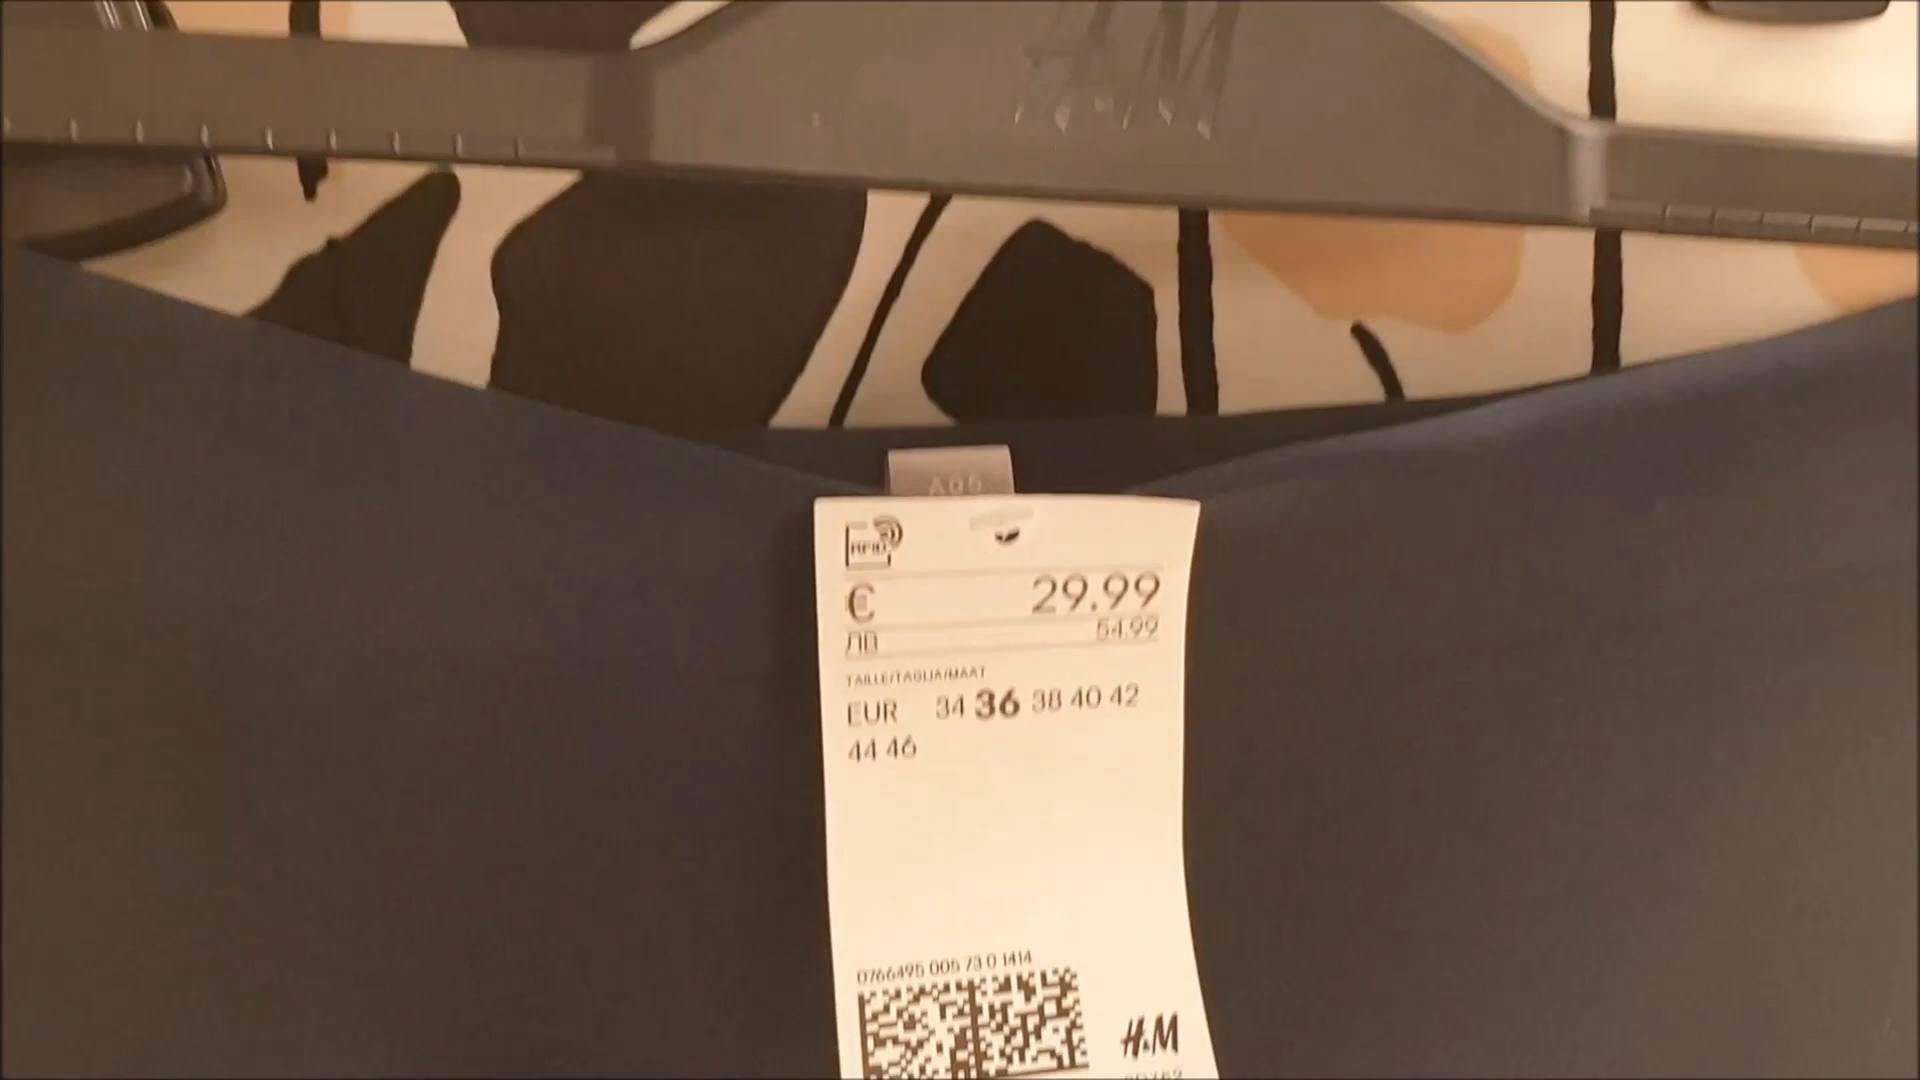 H&M
A05
RFID
€ 29.99
ЛВ 54.99
TAILLE/TAGLIA/MAAT
EUR 34 36 38 40 42
44 46
0766495 005 73 0 1414
H&M